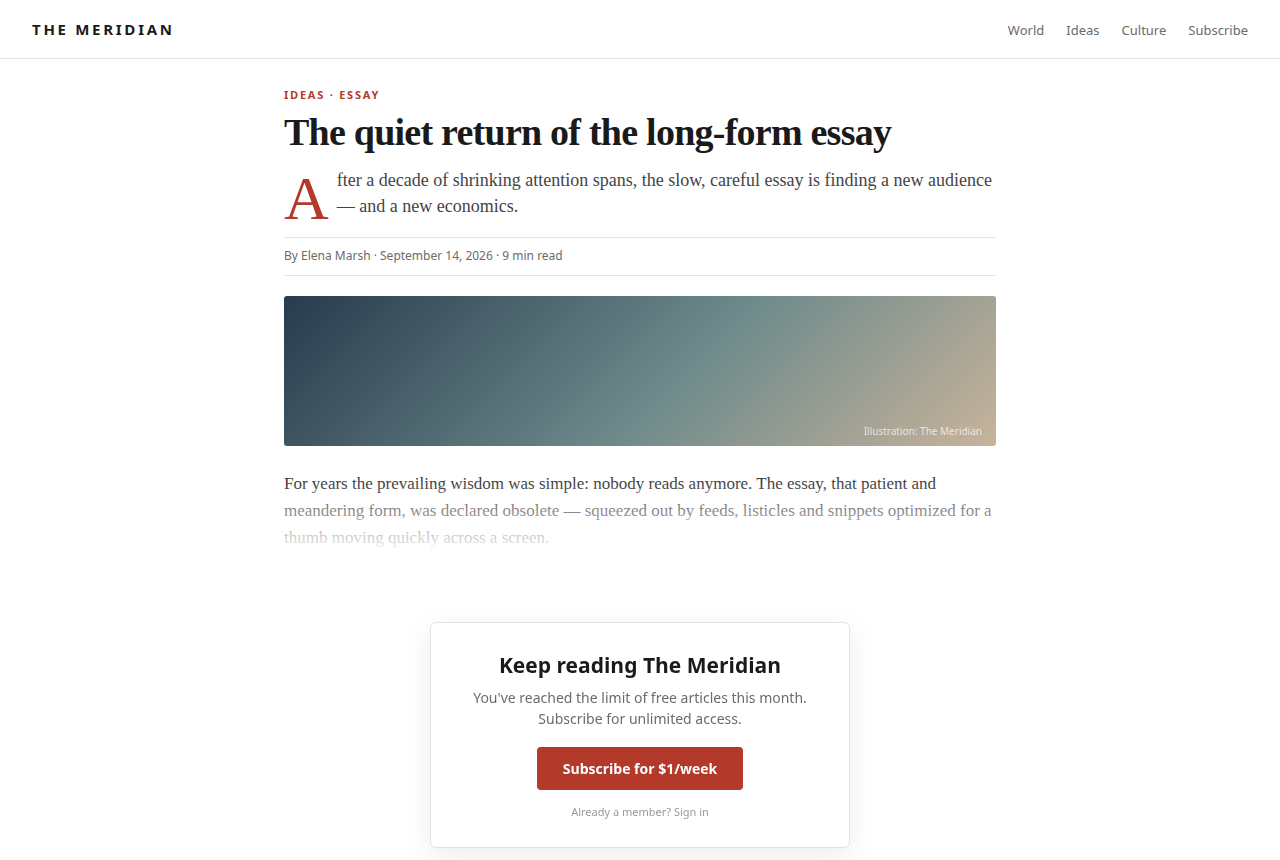 THE MERIDIAN
World Ideas Culture Subscribe
IDEAS · ESSAY
The quiet return of the long-form essay
After a decade of shrinking attention spans, the slow, careful essay is finding a new audience
— and a new economics.
By Elena Marsh · September 14, 2026 · 9 min read
Illustration: The Meridian
For years the prevailing wisdom was simple: nobody reads anymore. The essay, that patient and
meandering form, was declared obsolete — squeezed out by feeds, listicles and snippets optimized for a
thumb moving quickly across a screen.
Keep reading The Meridian
You've reached the limit of free articles this month.
Subscribe for unlimited access.
Subscribe for $1/week
Already a member? Sign in